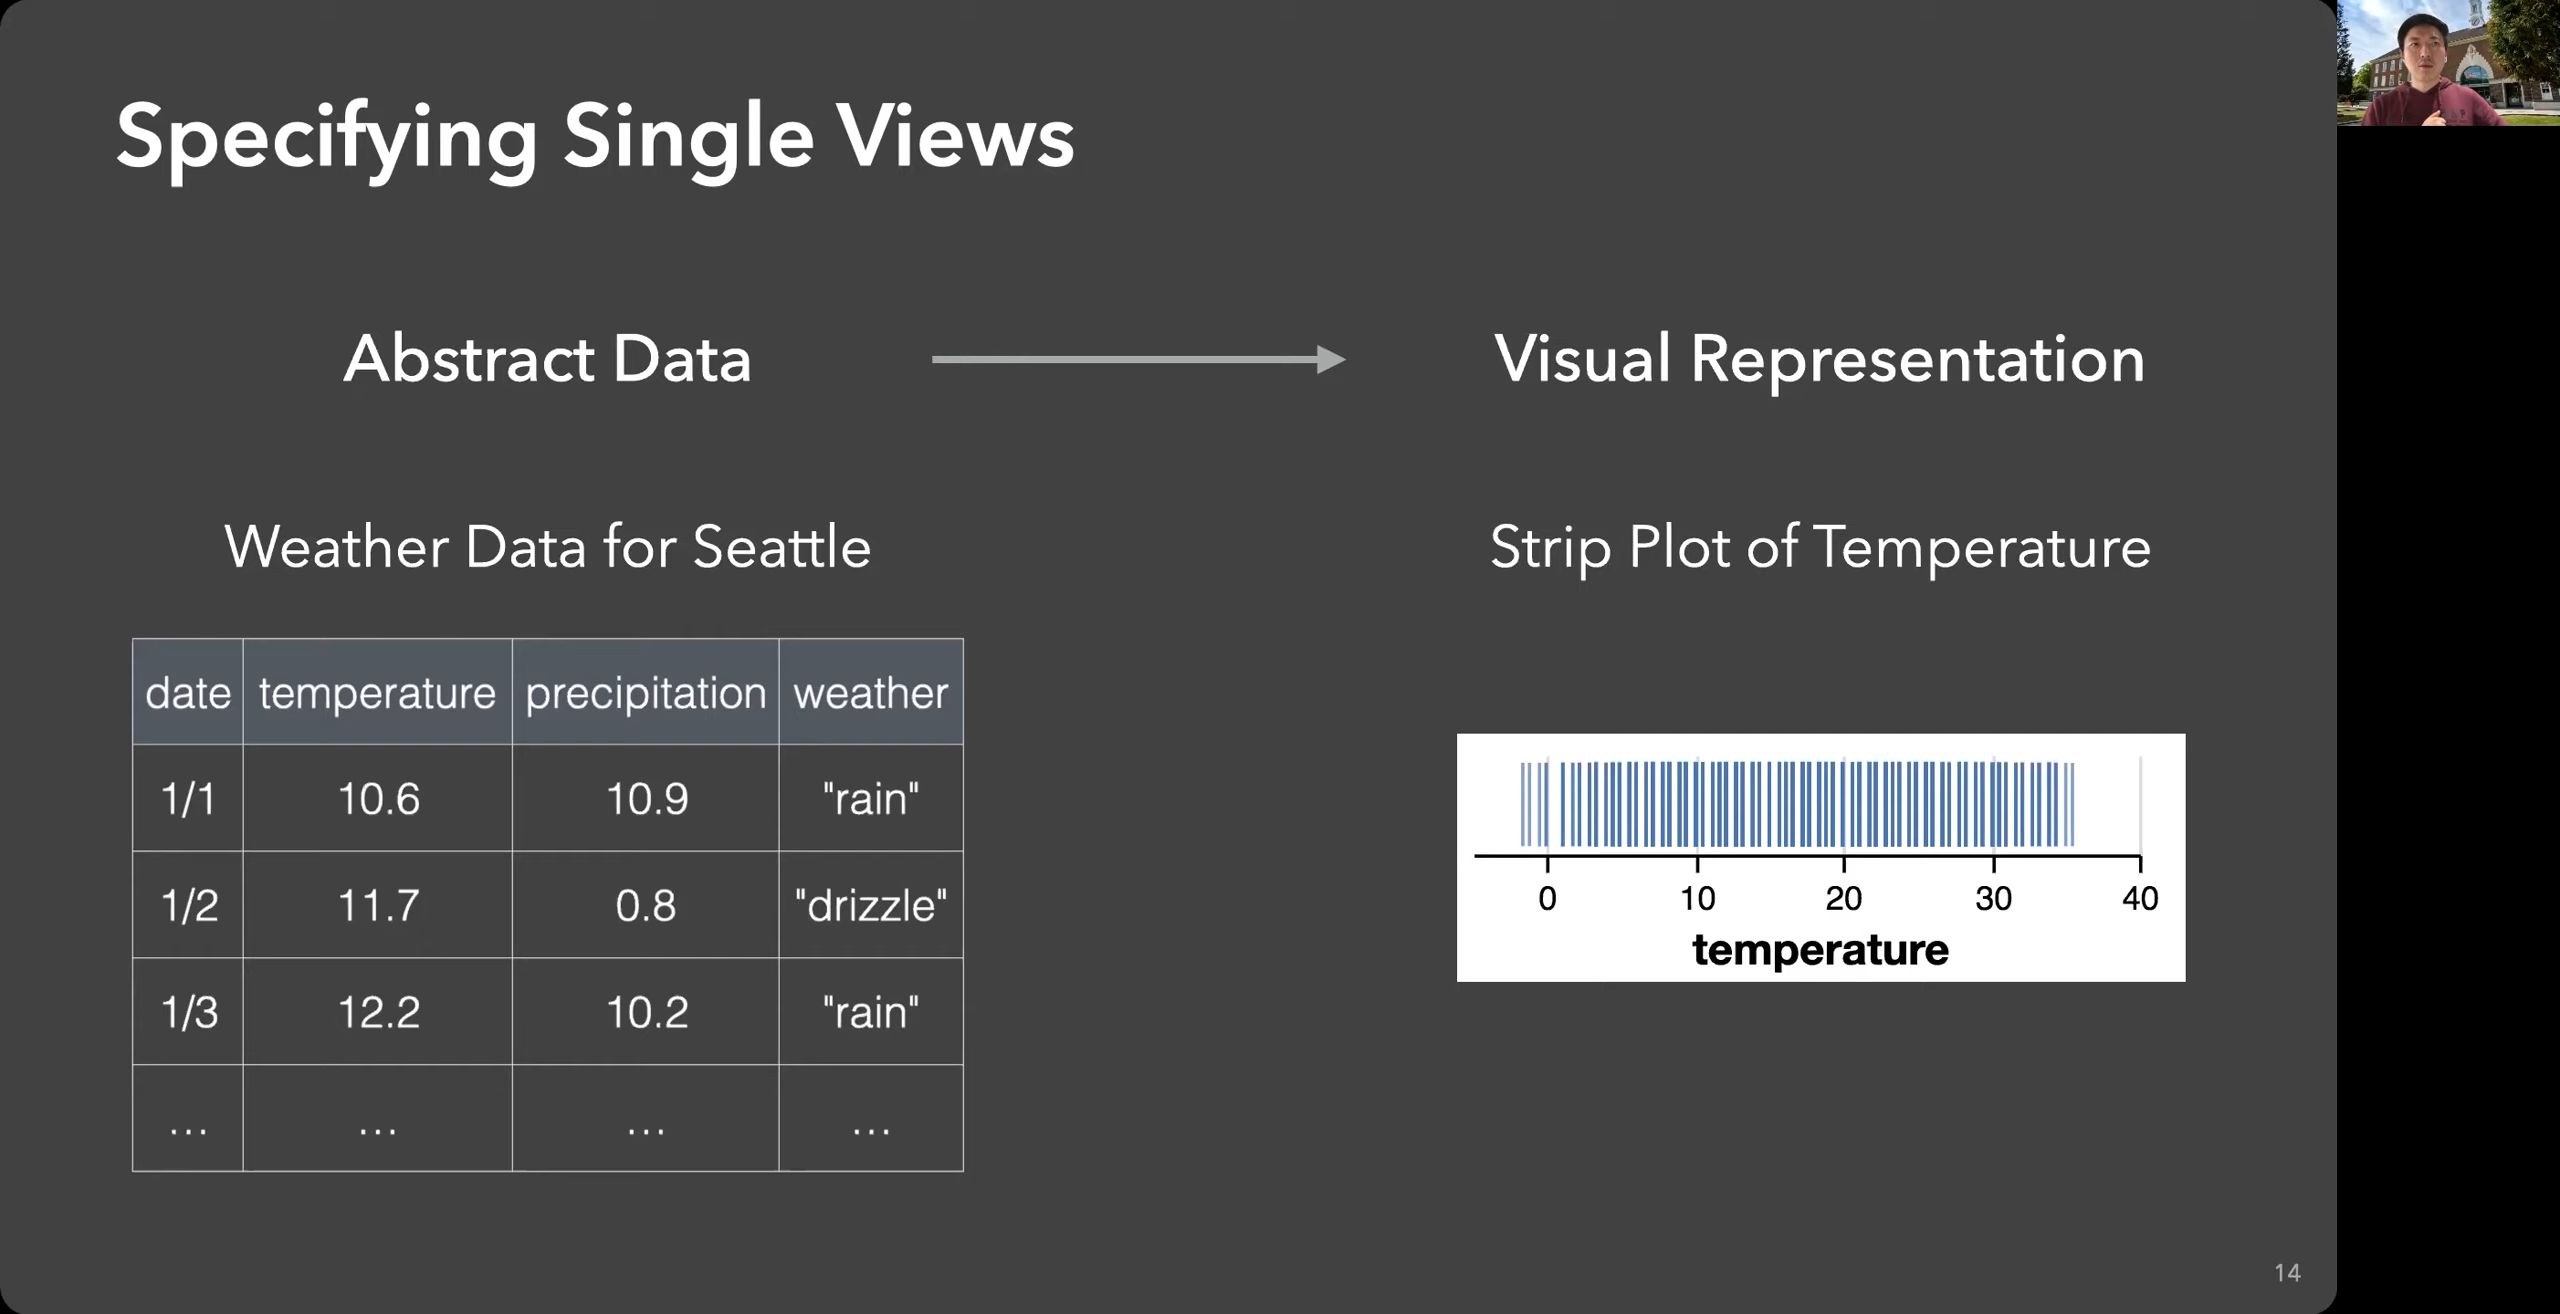 Specifying Single Views
Abstract Data
Visual Representation
Weather Data for Seattle
Strip Plot of Temperature
date temperature precipitation weather
1/1 10.6 10.9 "rain"
1/2 11.7 0.8 "drizzle"
1/3 12.2 10.2 "rain"
... ... ... ...
0 10 20 30 40
temperature
14